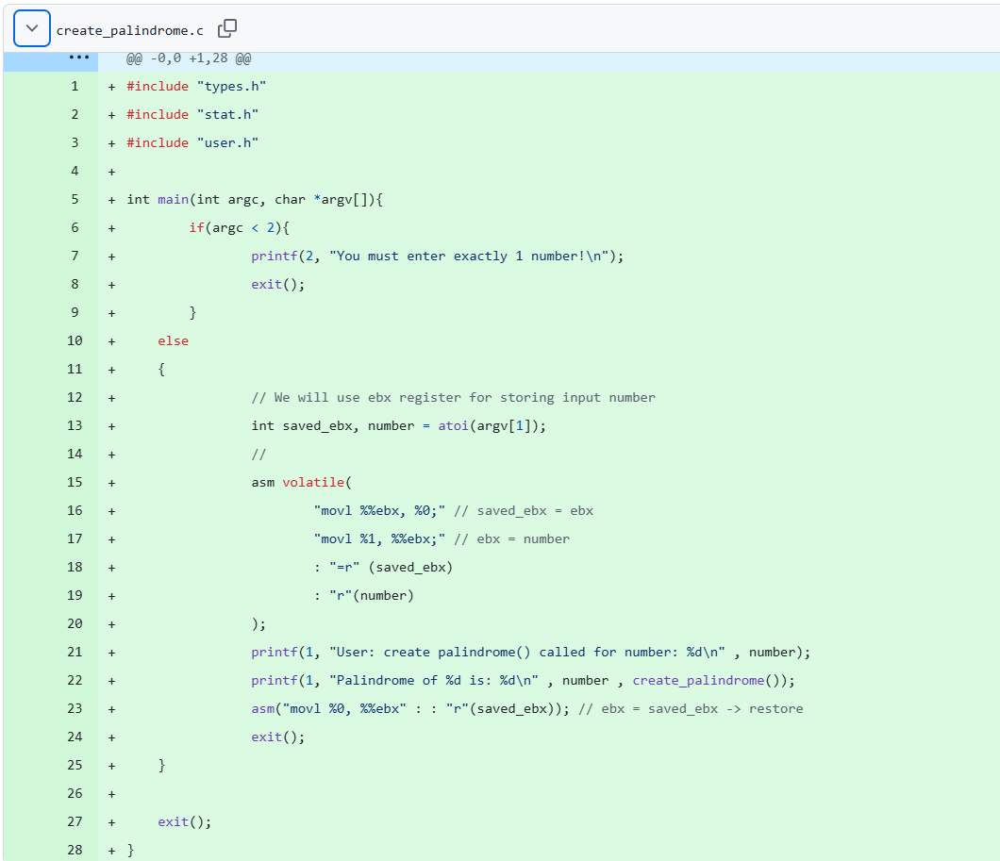 create_palindrome.c
... @@ -0,0 +1,28 @@
1 + #include "types.h"
2 + #include "stat.h"
3 + #include "user.h"
4 +
5 + int main(int argc, char *argv[]){
6 +         if(argc < 2){
7 +                 printf(2, "You must enter exactly 1 number!\n");
8 +                 exit();
9 +         }
10 +     else
11 +     {
12 +                 // We will use ebx register for storing input number
13 +                 int saved_ebx, number = atoi(argv[1]);
14 +                 //
15 +                 asm volatile(
16 +                         "movl %%ebx, %0;" // saved_ebx = ebx
17 +                         "movl %1, %%ebx;" // ebx = number
18 +                         : "=r" (saved_ebx)
19 +                         : "r"(number)
20 +                 );
21 +                 printf(1, "User: create palindrome() called for number: %d\n" , number);
22 +                 printf(1, "Palindrome of %d is: %d\n" , number , create_palindrome());
23 +                 asm("movl %0, %%ebx" : : "r"(saved_ebx)); // ebx = saved_ebx -> restore
24 +                 exit();
25 +     }
26 +
27 +     exit();
28 + }